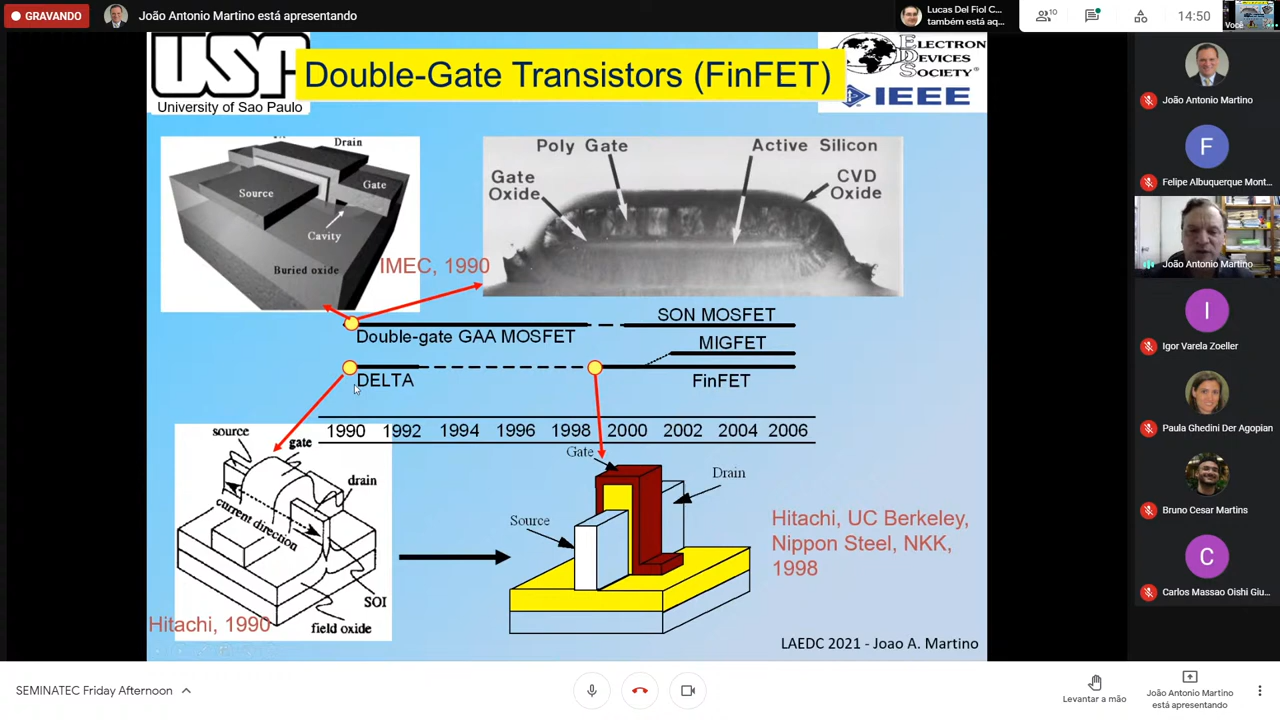 GRAVANDO
João Antonio Martino está apresentando
Lucas Del Fiol C...
também está aq...
10
14:50
Você
USP
University of Sao Paulo
Double-Gate Transistors (FinFET)
ELECTRON
DEVICES
SOCIETY®
IEEE
Drain
Source
Gate
Cavity
Buried oxide
IMEC, 1990
Poly Gate
Active Silicon
Gate
Oxide
CVD
Oxide
SON MOSFET
Double-gate GAA MOSFET
MIGFET
DELTA
FinFET
1990 1992 1994 1996 1998 2000 2002 2004 2006
source
gate
drain
current direction
SOI
field oxide
Hitachi, 1990
Gate
Drain
Source
Hitachi, UC Berkeley,
Nippon Steel, NKK,
1998
LAEDC 2021 - Joao A. Martino
João Antonio Martino
F
Felipe Albuquerque Mont...
João Antonio Martino
I
Igor Varela Zoeller
Paula Ghedini Der Agopian
Bruno Cesar Martins
C
Carlos Massao Oishi Giu...
SEMINATEC Friday Afternoon
Levantar a mão
João Antonio Martino
está apresentando